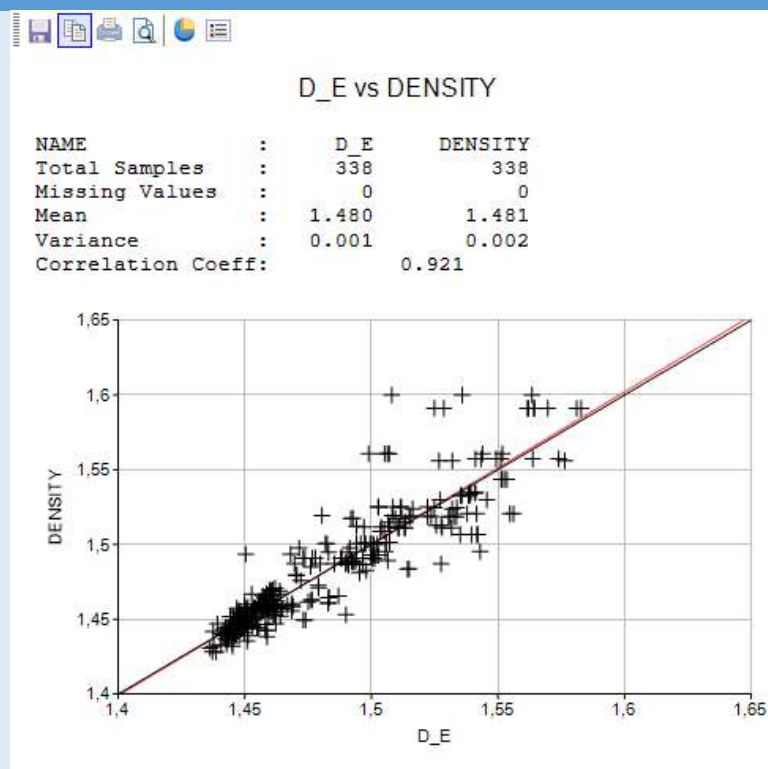 D_E vs DENSITY
NAME : D_E DENSITY
Total Samples : 338 338
Missing Values : 0 0
Mean : 1.480 1.481
Variance : 0.001 0.002
Correlation Coeff: 0.921
1,65
1,6
1,55
1,5
1,45
1,4
DENSITY
1,4 1,45 1,5 1,55 1,6 1,65
D_E